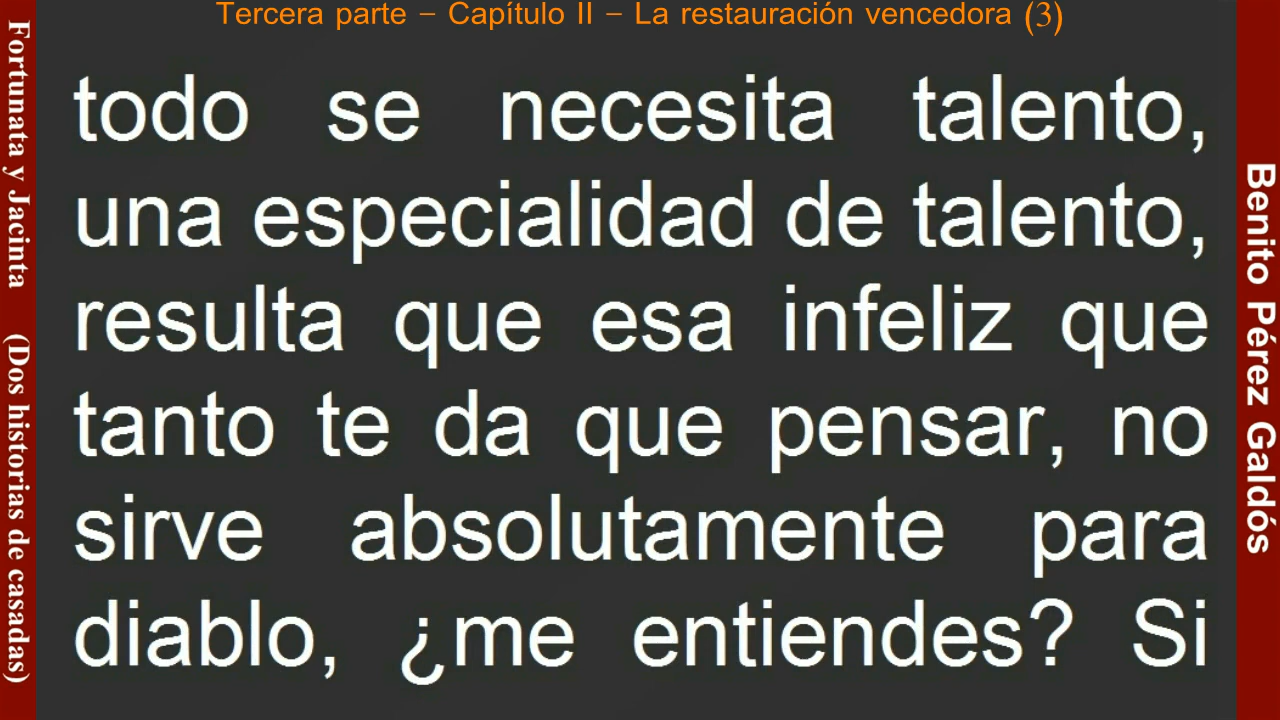 Tercera parte – Capítulo II – La restauración vencedora (3)
Fortunata y Jacinta (Dos historias de casadas)
todo se necesita talento,
una especialidad de talento,
resulta que esa infeliz que
tanto te da que pensar, no
sirve absolutamente para
diablo, ¿me entiendes? Si
Benito Pérez Galdós